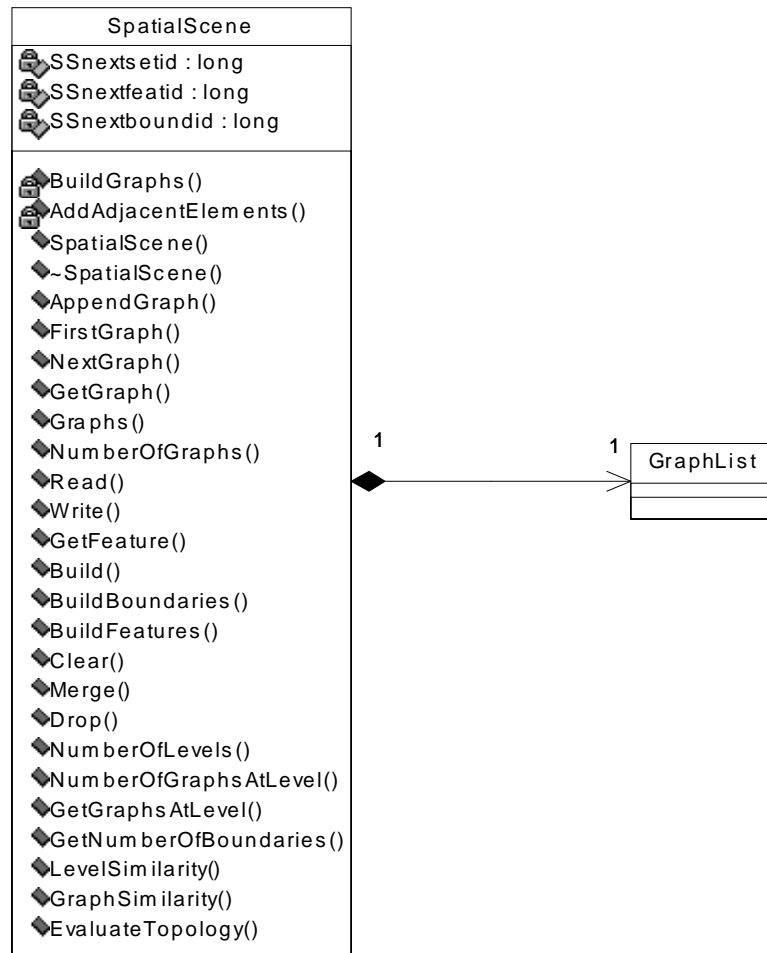 SpatialScene
SSnextsetid : long
SSnextfeatid : long
SSnextboundid : long
BuildGraphs()
AddAdjacentElements()
SpatialScene()
~SpatialScene()
AppendGraph()
FirstGraph()
NextGraph()
GetGraph()
Graphs()
NumberOfGraphs()
Read()
Write()
GetFeature()
Build()
BuildBoundaries()
BuildFeatures()
Clear()
Merge()
Drop()
NumberOfLevels()
NumberOfGraphsAtLevel()
GetGraphsAtLevel()
GetNumberOfBoundaries()
LevelSimilarity()
GraphSimilarity()
EvaluateTopology()
1
1
GraphList